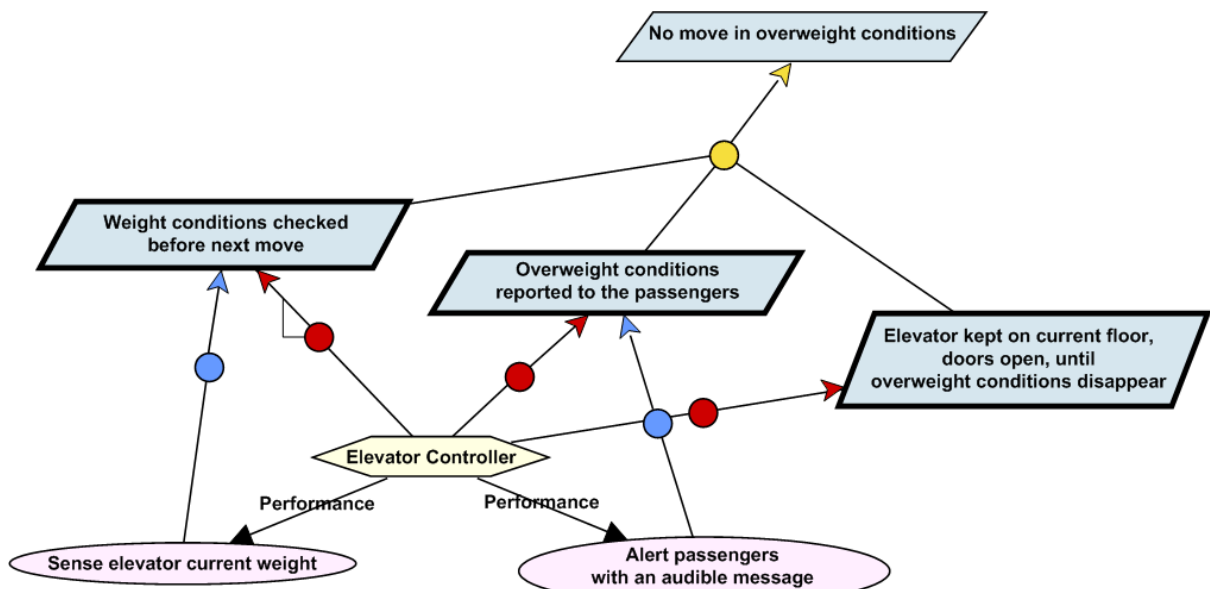 No move in overweight conditions
Weight conditions checked
before next move
Overweight conditions
reported to the passengers
Elevator kept on current floor,
doors open, until
overweight conditions disappear
Elevator Controller
Performance
Performance
Sense elevator current weight
Alert passengers
with an audible message